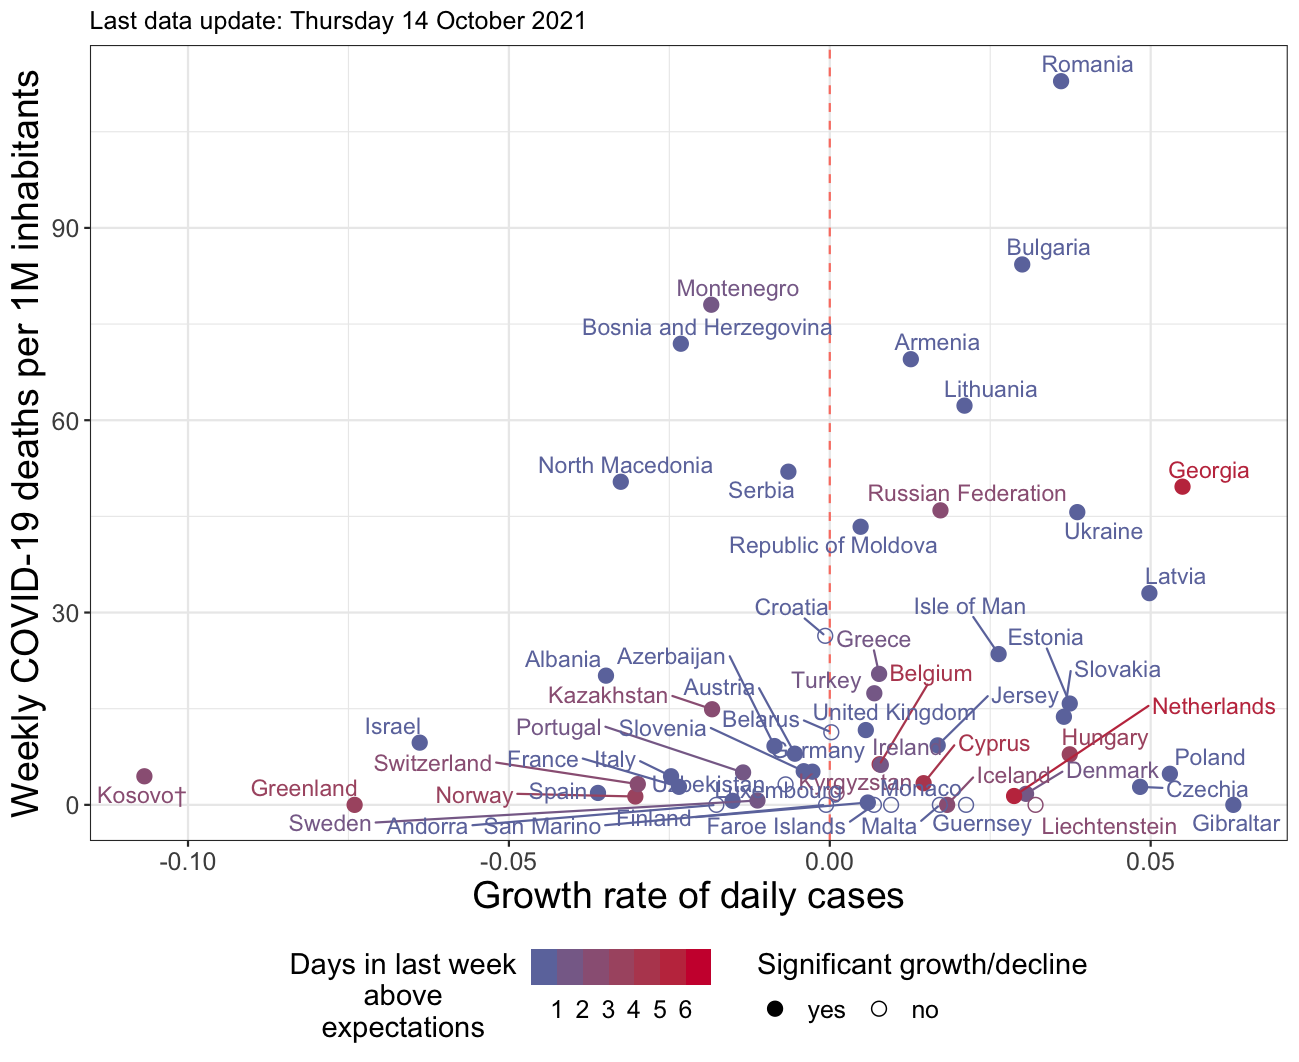 Last data update: Thursday 14 October 2021
Weekly COVID-19 deaths per 1M inhabitants
90
60
30
0
Romania
Bulgaria
Montenegro
Bosnia and Herzegovina
Armenia
Lithuania
North Macedonia
Serbia
Georgia
Russian Federation
Ukraine
Republic of Moldova
Latvia
Croatia
Isle of Man
Greece
Estonia
Albania
Azerbaijan
Slovakia
Belgium
Turkey
Austria
Kazakhstan
Jersey
Netherlands
United Kingdom
Belarus
Israel
Portugal
Slovenia
Hungary
Ireland
Cyprus
Switzerland
France
Italy
Poland
Denmark
Iceland
Kyrgyzstan
Uzbekistan
Greenland
Spain
Luxembourg
Monaco
Czechia
Kosovo†
Norway
Sweden
Andorra
San Marino
Finland
Faroe Islands
Malta
Guernsey
Liechtenstein
Gibraltar
-0.10
-0.05
0.00
0.05
Growth rate of daily cases
Days in last week
above
expectations
1 2 3 4 5 6
Significant growth/decline
yes
no